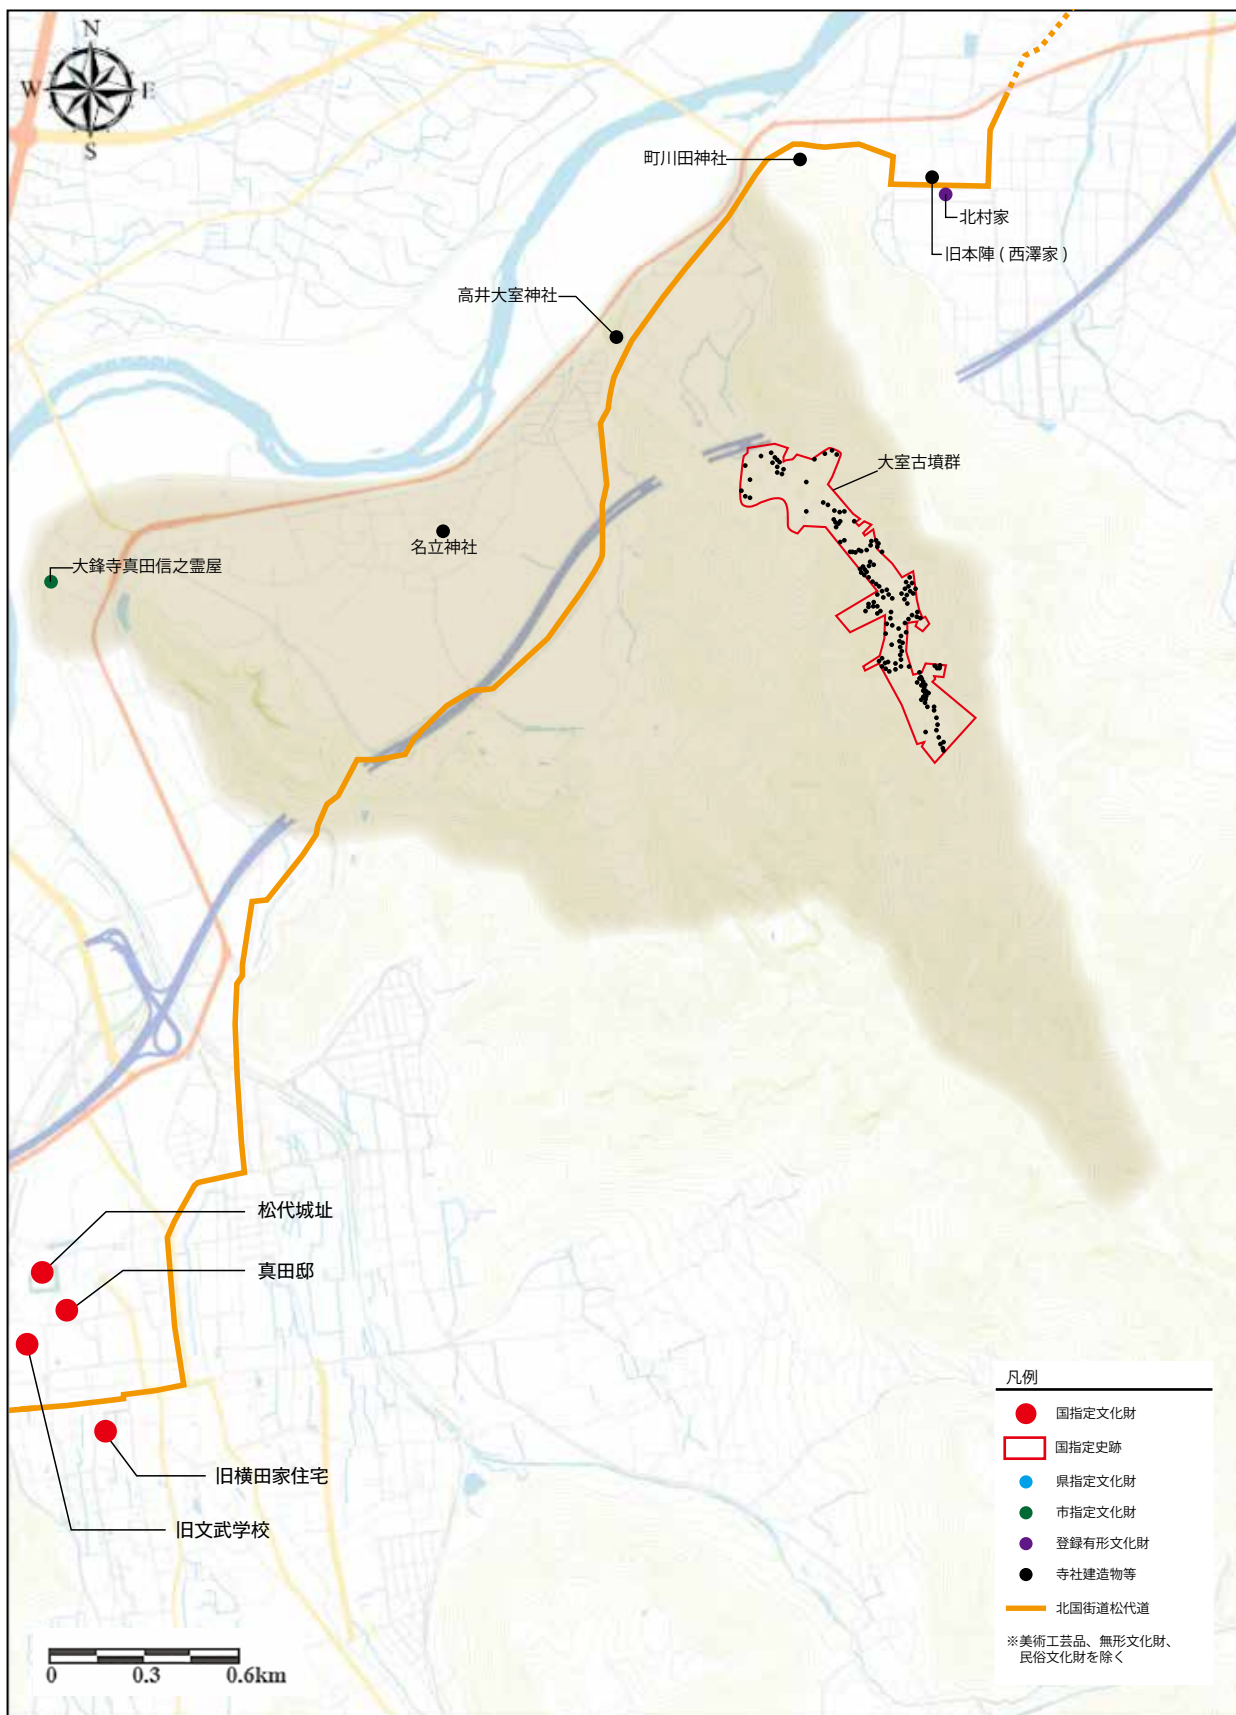 N
W E
S
町川田神社
北村家
旧本陣 ( 西澤家 )
高井大室神社
大室古墳群
名立神社
大鋒寺真田信之霊屋
松代城址
真田邸
旧横田家住宅
旧文武学校
凡例
国指定文化財
国指定史跡
県指定文化財
市指定文化財
登録有形文化財
寺社建造物等
北国街道松代道
※美術工芸品、無形文化財、
民俗文化財を除く
0 0.3 0.6km